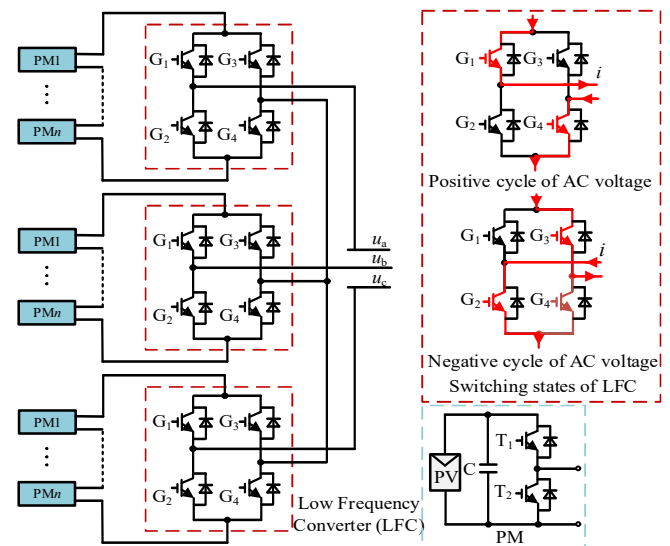 PM1
⋮
PMn
G1
G3
G2
G4
PM1
⋮
PMn
G1
G3
G2
G4
PM1
⋮
PMn
G1
G3
G2
G4
ua
ub
uc
Low Frequency
Converter (LFC)
G1
G3
i
G2
G4
Positive cycle of AC voltage
G1
G3
i
G2
G4
Negative cycle of AC voltage
Switching states of LFC
PV
C
T1
T2
PM